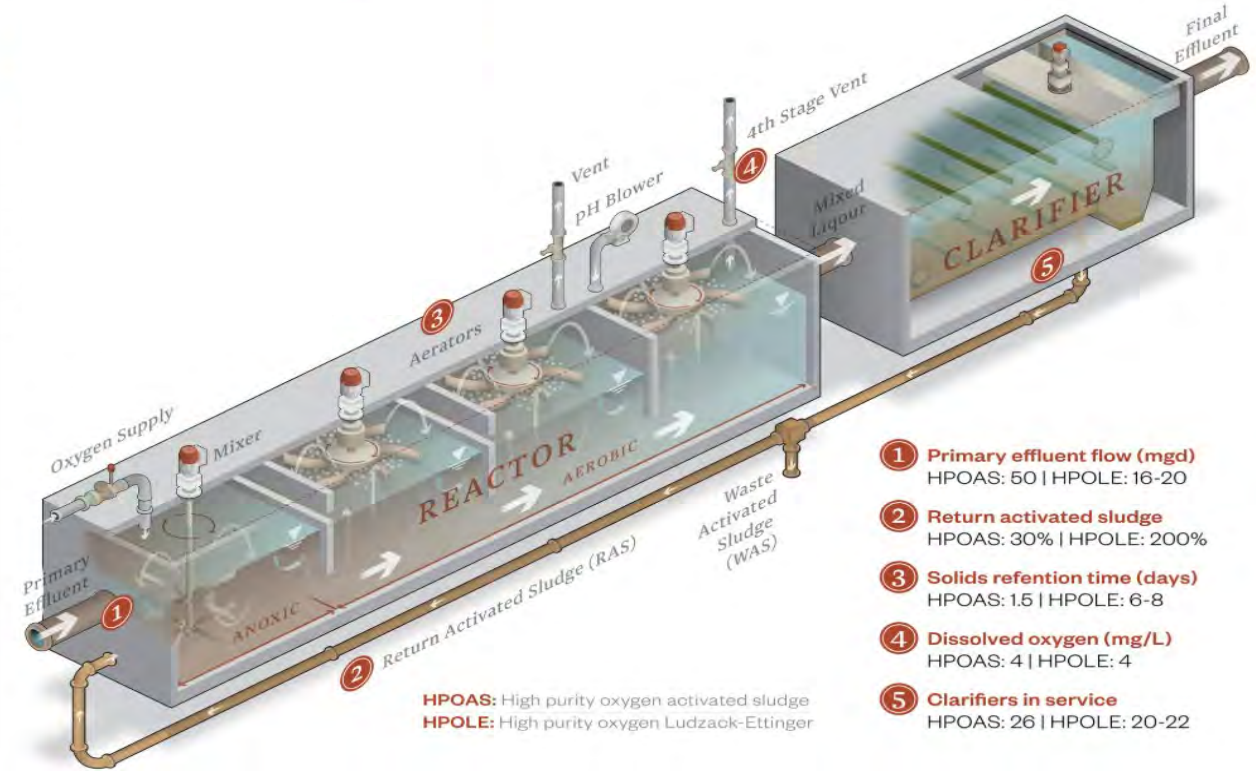 Final
Effluent
4th Stage Vent
4
Vent
pH Blower
Mixed
Liqour
CLARIFIER
5
3
Aerators
Oxygen Supply
Mixer
REACTOR
AEROBIC
Primary
Effluent
1
ANOXIC
2
Return Activated Sludge (RAS)
Waste
Activated
Sludge
(WAS)
HPOAS: High purity oxygen activated sludge
HPOLE: High purity oxygen Ludzack-Ettinger
1 Primary effluent flow (mgd)
HPOAS: 50 | HPOLE: 16-20
2 Return activated sludge
HPOAS: 30% | HPOLE: 200%
3 Solids refention time (days)
HPOAS: 1.5 | HPOLE: 6-8
4 Dissolved oxygen (mg/L)
HPOAS: 4 | HPOLE: 4
5 Clarifiers in service
HPOAS: 26 | HPOLE: 20-22